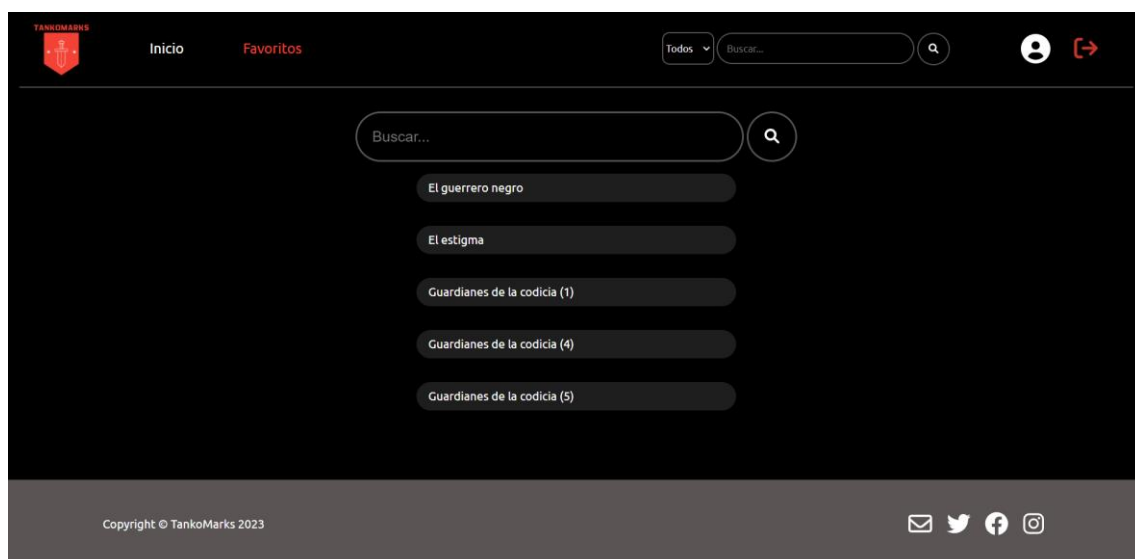 TANKOMARKS
Inicio
Favoritos
Todos
Buscar...
Buscar...
El guerrero negro
El estigma
Guardianes de la codicia (1)
Guardianes de la codicia (4)
Guardianes de la codicia (5)
Copyright © TankoMarks 2023